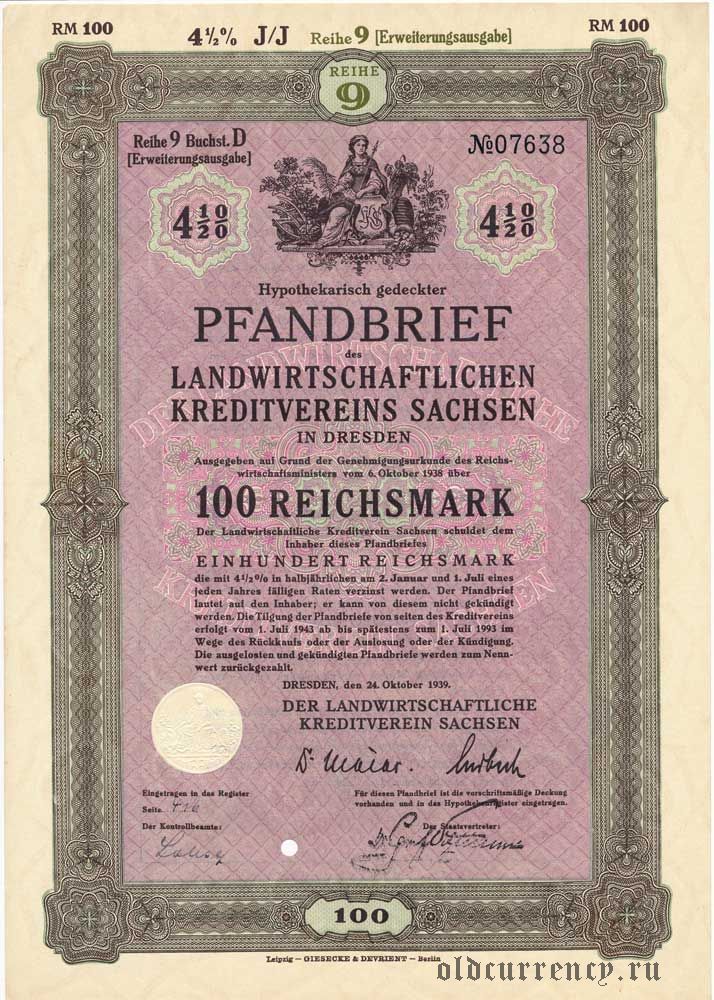 RM 100
4½% J/J Reihe 9 [Erweiterungsausgabe]
RM 100
REIHE
9
Reihe 9 Buchst. D
[Erweiterungsausgabe]
№07638
4 10/20
4 10/20
Hypothekarisch gedeckter
PFANDBRIEF
des
LANDWIRTSCHAFTLICHEN
KREDITVEREINS SACHSEN
IN DRESDEN
Ausgegeben auf Grund der Genehmigungsurkunde des Reichs-
wirtschaftsministers vom 6. Oktober 1938 über
100 REICHSMARK
Der Landwirtschaftliche Kreditverein Sachsen schuldet dem
Inhaber dieses Pfandbriefes
EINHUNDERT REICHSMARK
die mit 4½% in halbjährlichen am 2. Januar und 1. Juli eines
jeden Jahres fälligen Raten verzinst werden. Der Pfandbrief
lautet auf den Inhaber; er kann von diesem nicht gekündigt
werden. Die Tilgung der Pfandbriefe von seiten des Kreditvereins
erfolgt vom 1. Juli 1943 ab bis spätestens zum 1. Juli 1993 im
Wege des Rückkaufs oder der Auslosung oder der Kündigung.
Die ausgelosten und gekündigten Pfandbriefe werden zum Nenn-
wert zurückgezahlt.
DRESDEN, den 24. Oktober 1939.
DER LANDWIRTSCHAFTLICHE
KREDITVEREIN SACHSEN
Eingetragen in das Register
Seite
Der Kontrollbeamte:
Für diesen Pfandbrief ist die vorschriftsmäßige Deckung
vorhanden und in das Hypothekenregister eingetragen.
Der Staatsvertreter:
100
Leipzig — GIESECKE & DEVRIENT — Berlin
oldcurrency.ru